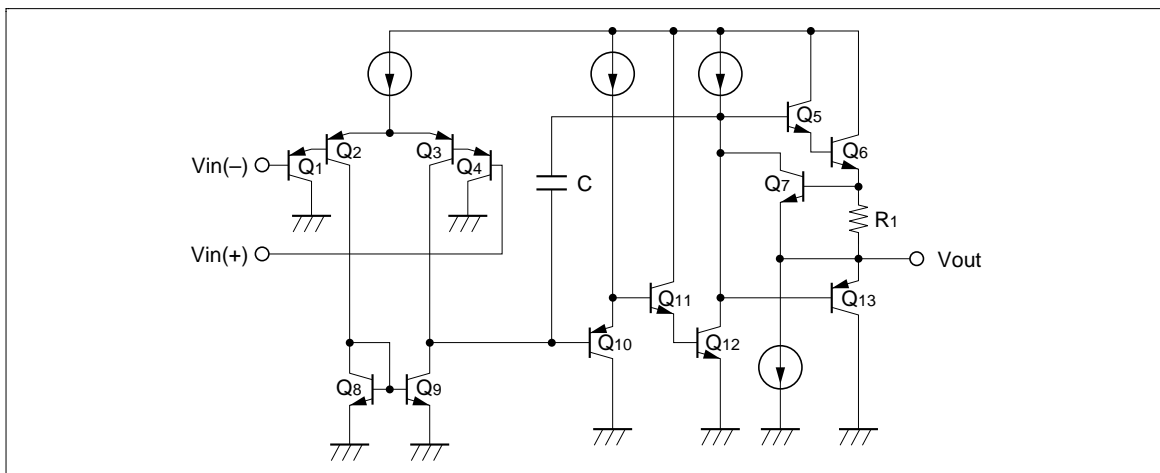 Q5
Q6
Vin(–)
Q1
Q2
Q3
Q4
Q7
C
R1
Vin(+)
Vout
Q11
Q13
Q10
Q12
Q8
Q9